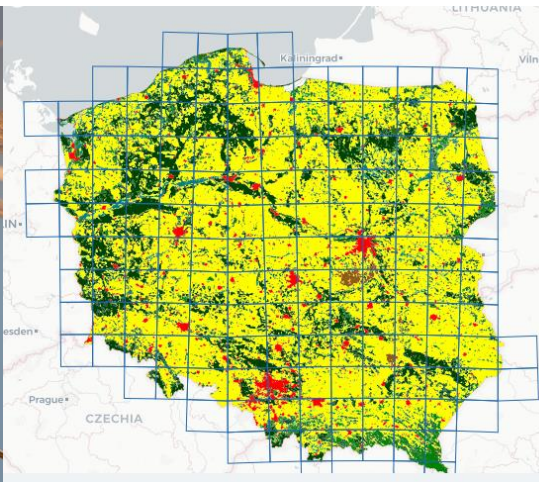 LITHUANIA
Kaliningrad
Viln
IN
esden
Prague
CZECHIA